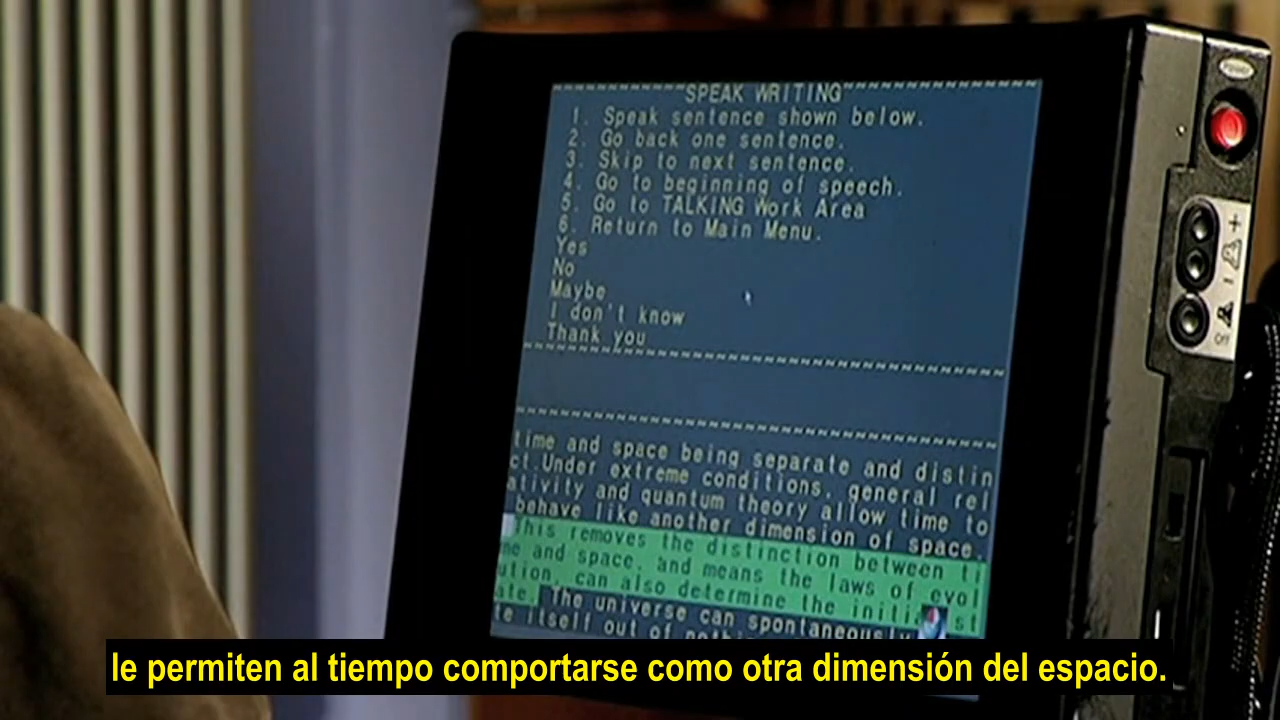 ~~~~~~~~~~SPEAK WRITING~~~~~~~~~~~~~~~
1. Speak sentence shown below.
2. Go back one sentence.
3. Skip to next sentence.
4. Go to beginning of speech.
5. Go to TALKING Work Area
6. Return to Main Menu.
Yes
No
Maybe
I don't know
Thank you
time and space being separate and distin
ct.Under extreme conditions, general rel
ativity and quantum theory allow time to
behave like another dimension of space.
This removes the distinction between ti
me and space, and means the laws of evol
ution, can also determine the initial st
ate. The universe can spontaneously
te itself out of
Off
le permiten al tiempo comportarse como otra dimensión del espacio.